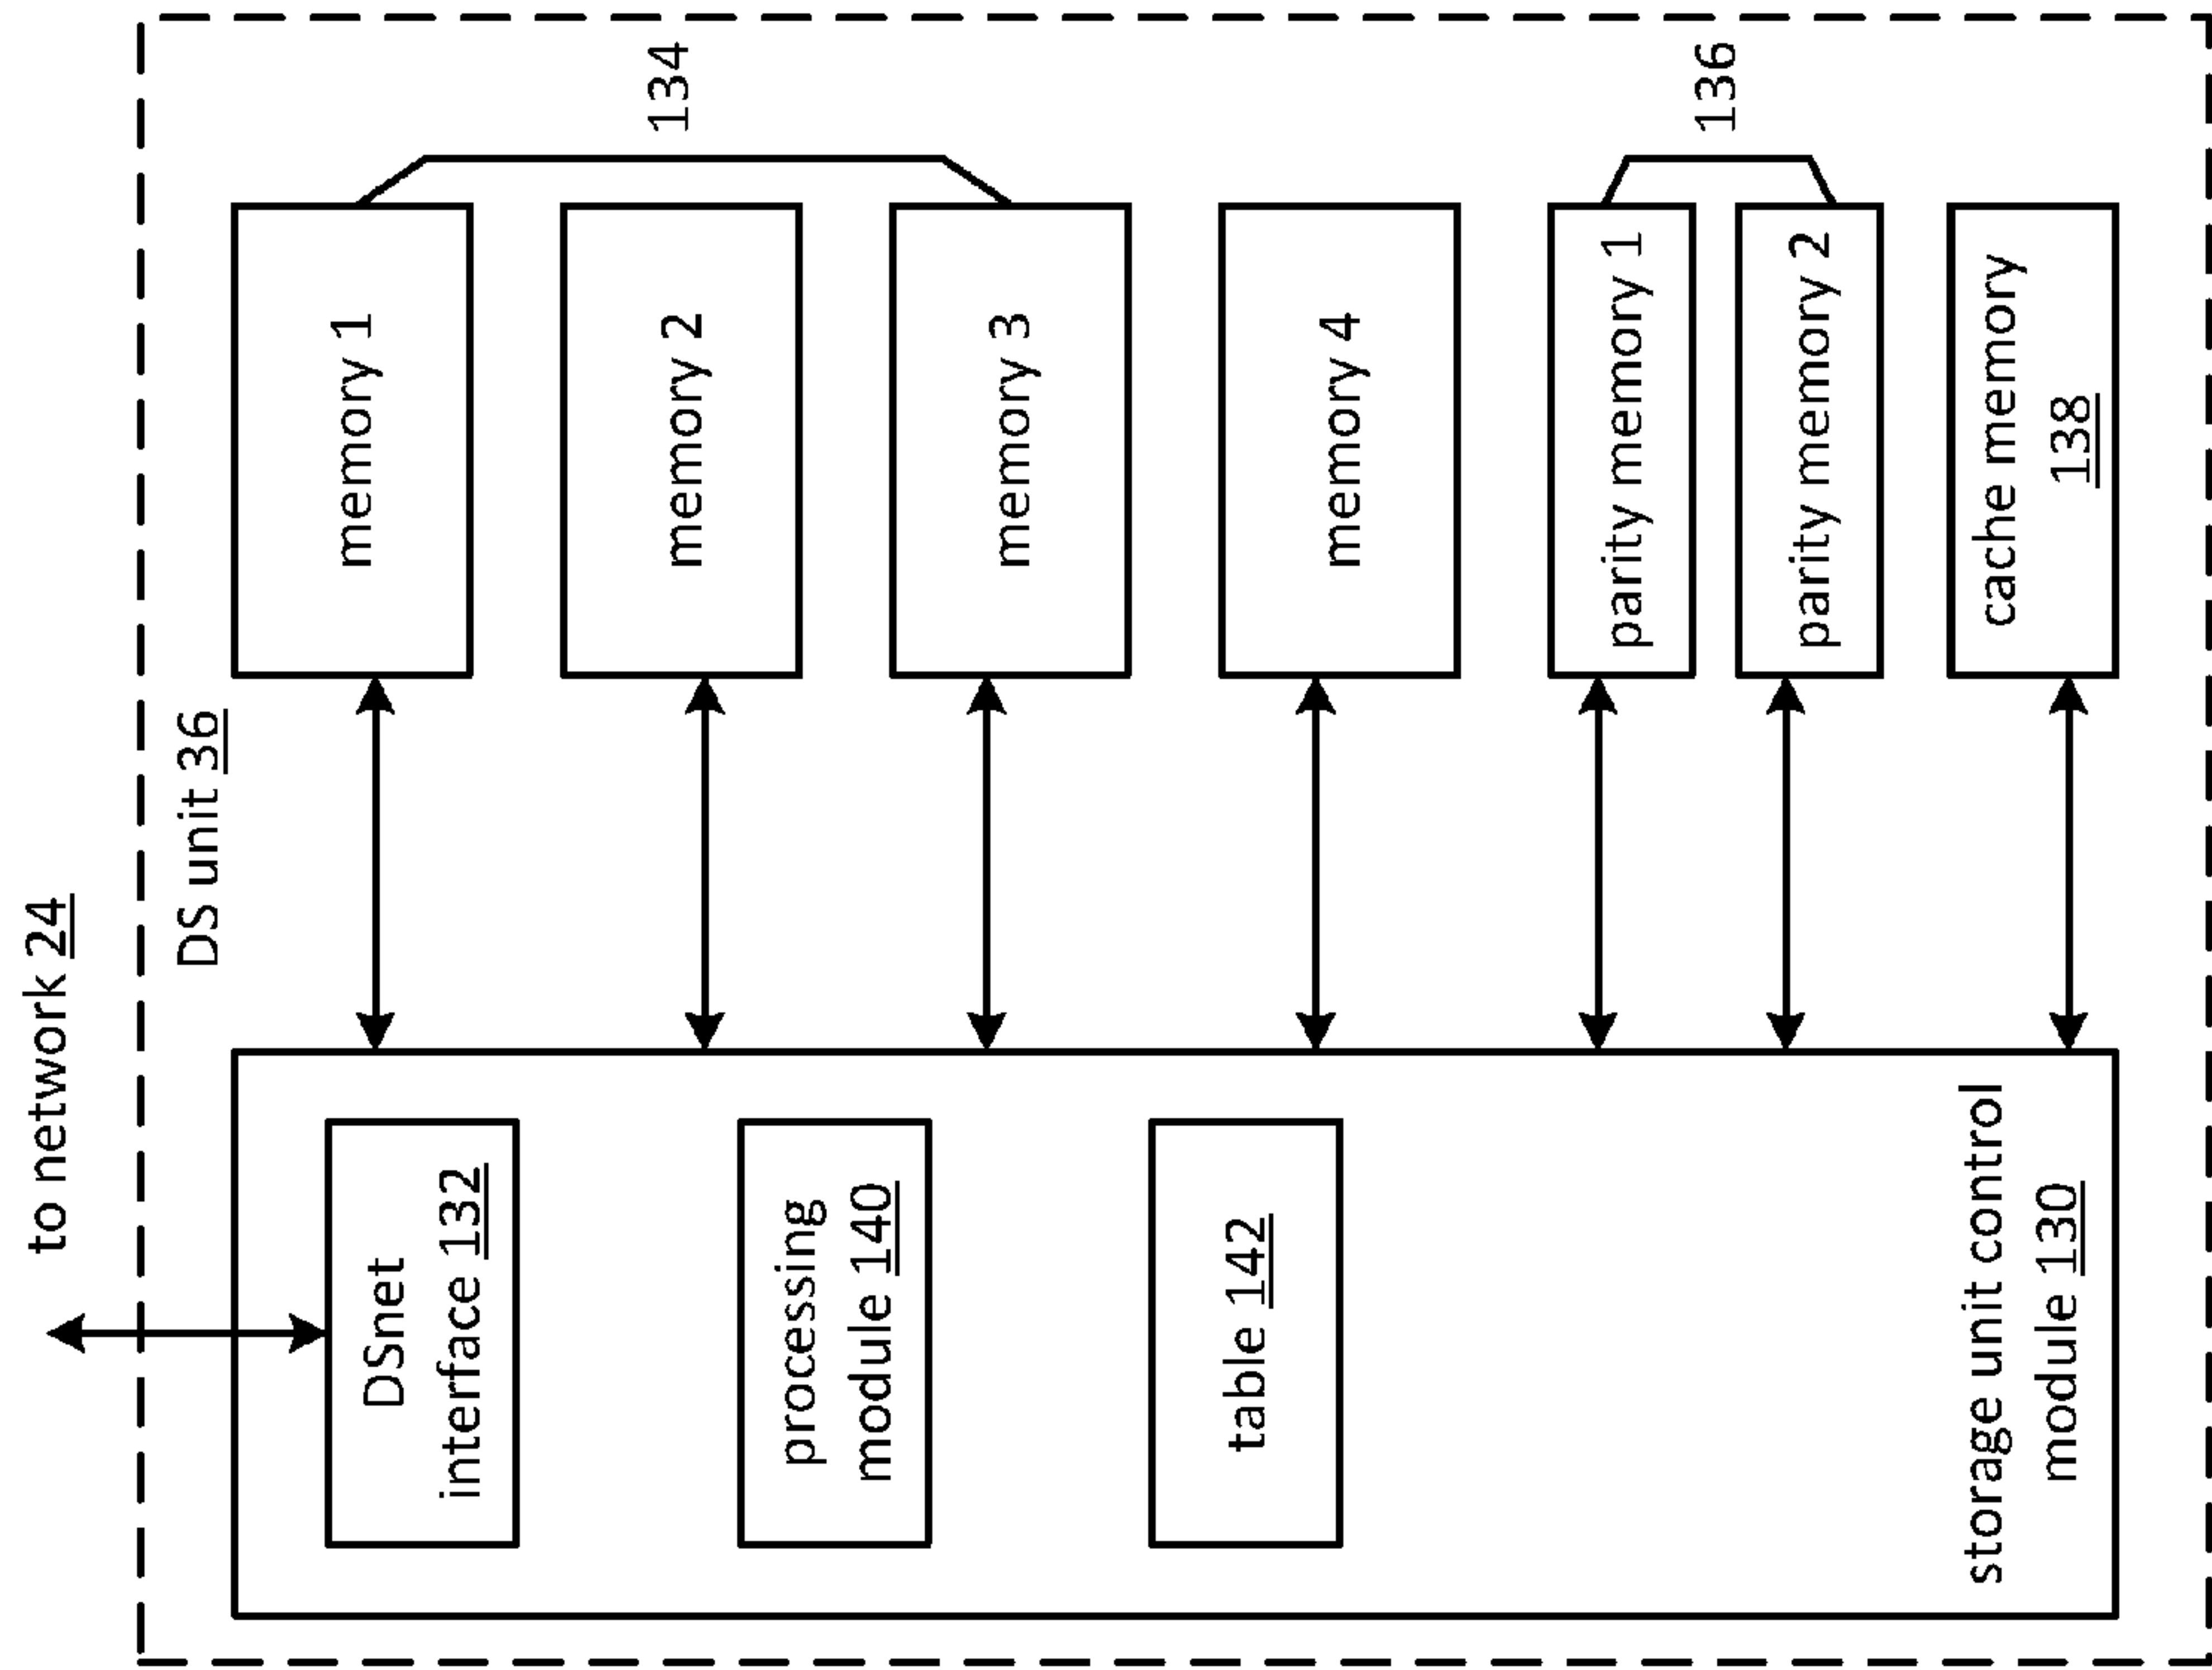 to network 24
DS unit 36
DSnet
interface 132
processing
module 140
table 142
storage unit control
module 130
memory 1
memory 2
memory 3
memory 4
134
parity memory 1
parity memory 2
136
cache memory
138